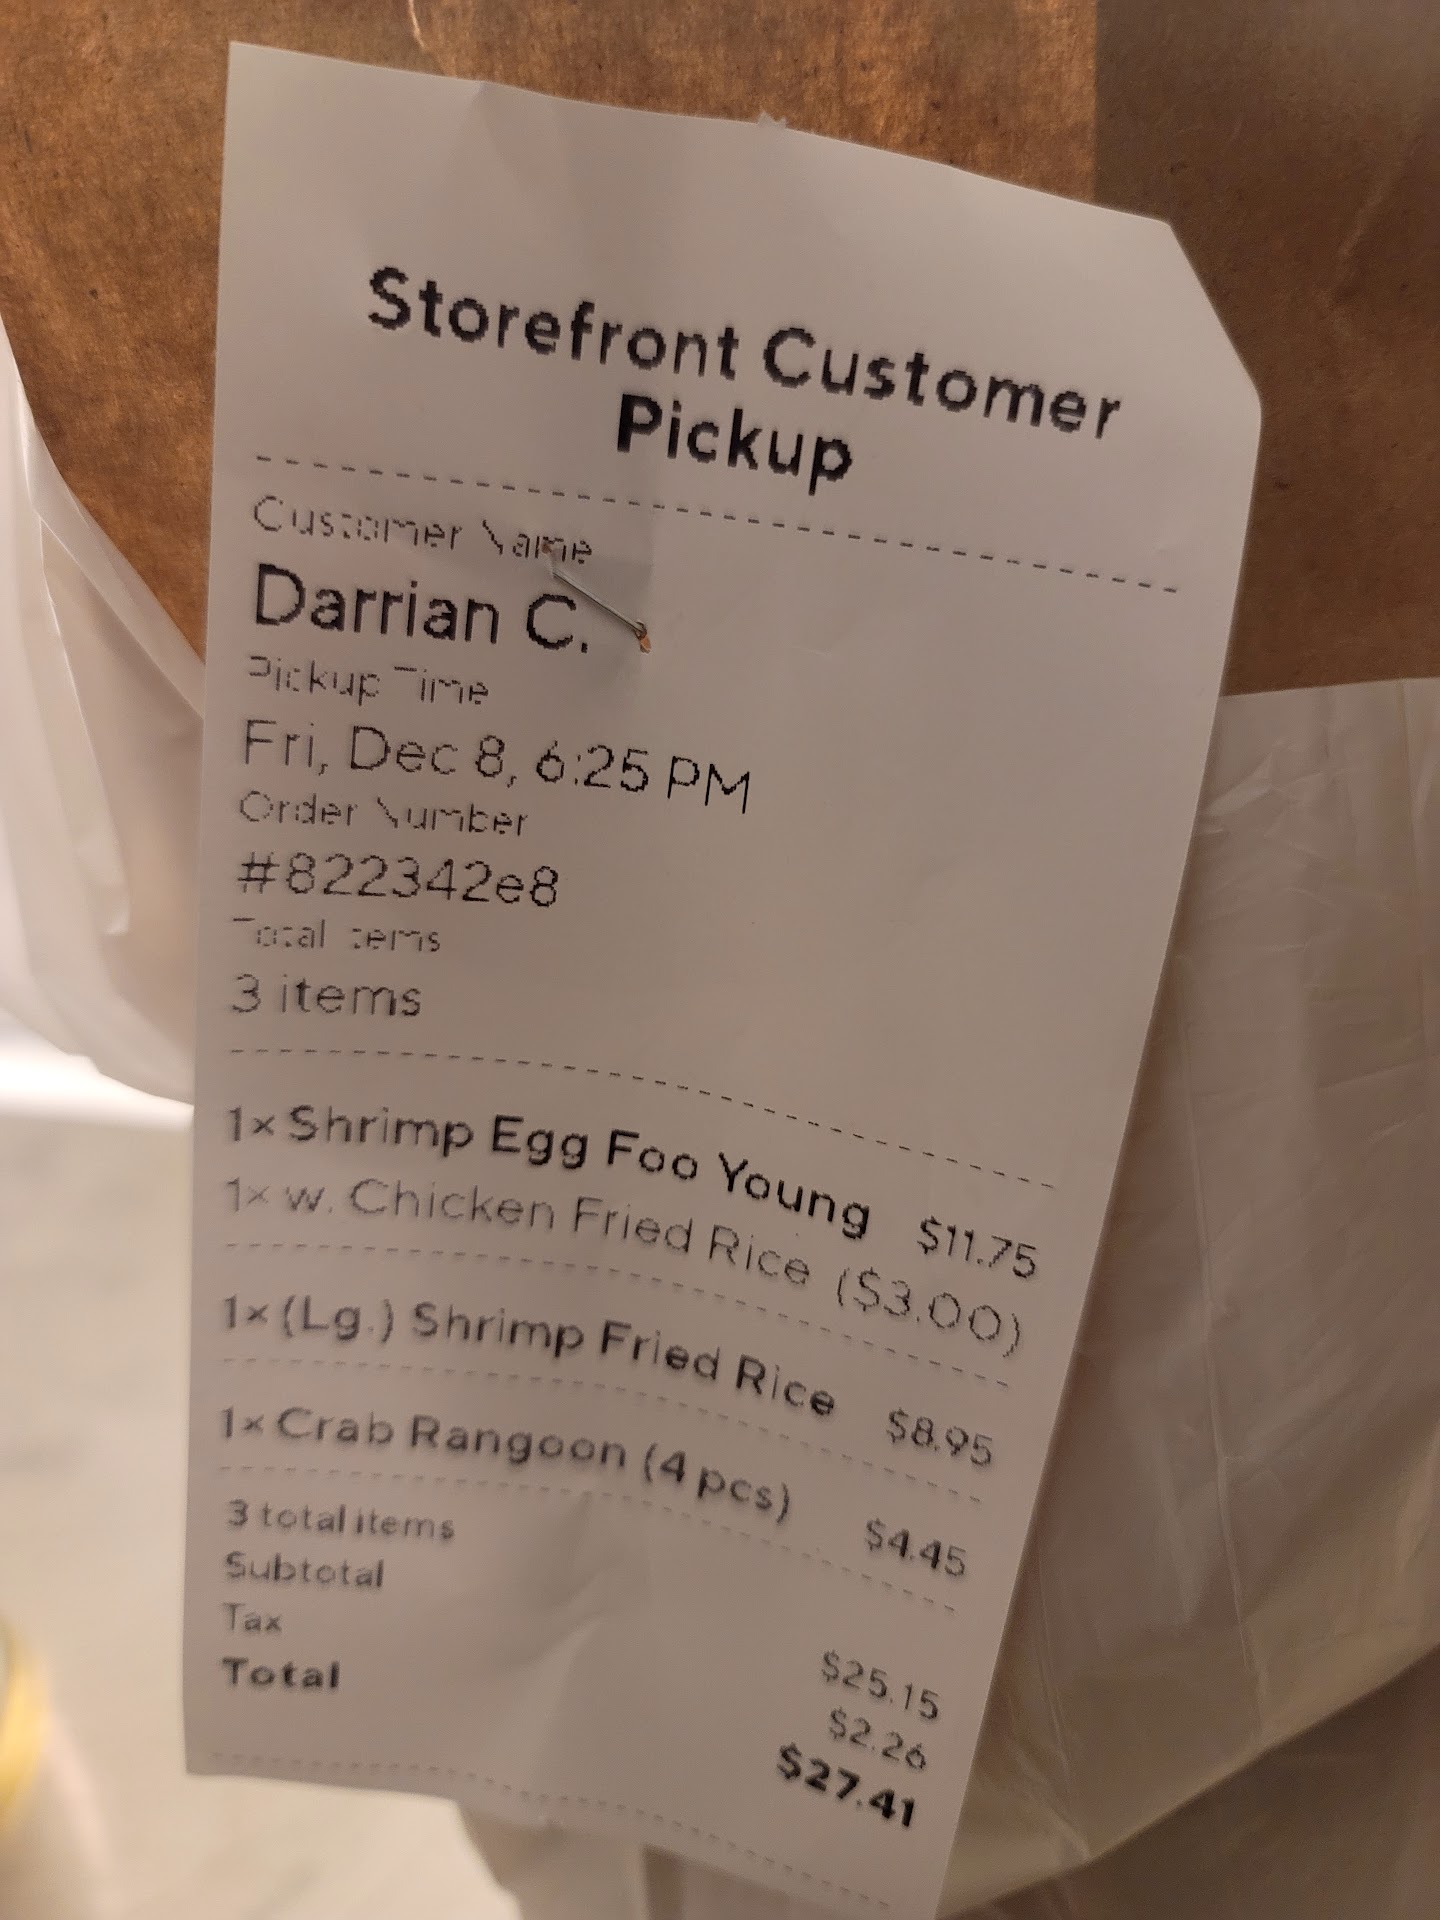 Storefront Customer
Pickup
Customer Name
Darrian C.
Pickup Time
Fri, Dec 8, 6:25 PM
Order Number
#822342e8
Total Items
3 items
1× Shrimp Egg Foo Young $11.75
1× w. Chicken Fried Rice ($3.00)
1× (Lg.) Shrimp Fried Rice $8.95
1× Crab Rangoon (4 pcs) $4.45
3 total items
Subtotal $25.15
Tax $2.26
Total $27.41